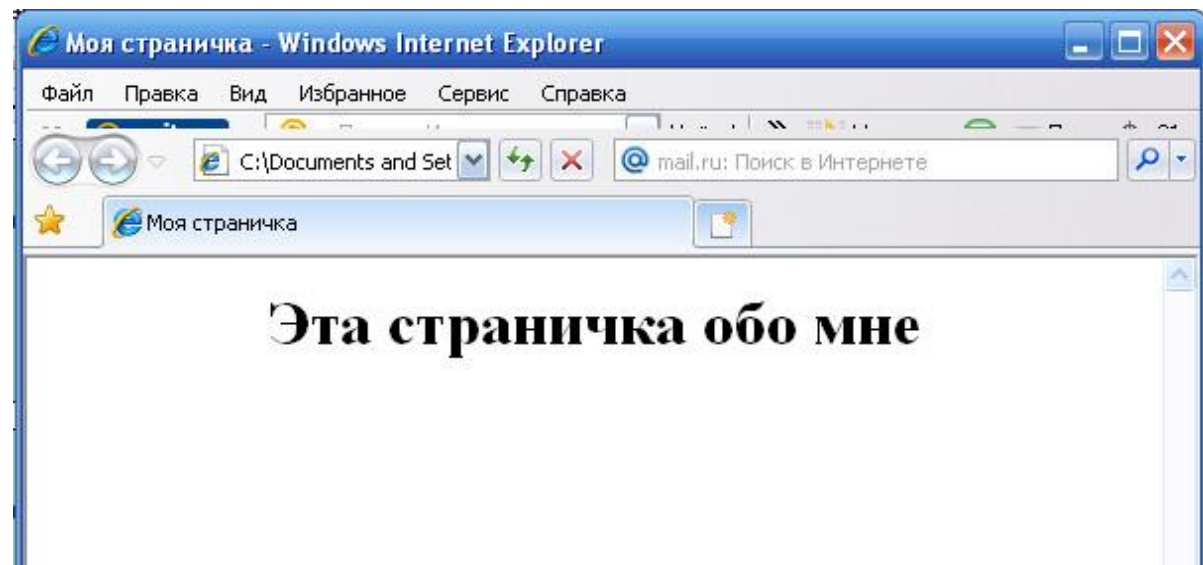 Моя страничка - Windows Internet Explorer
Файл Правка Вид Избранное Сервис Справка
C:\Documents and Set
mail.ru: Поиск в Интернете
Моя страничка
Эта страничка обо мне